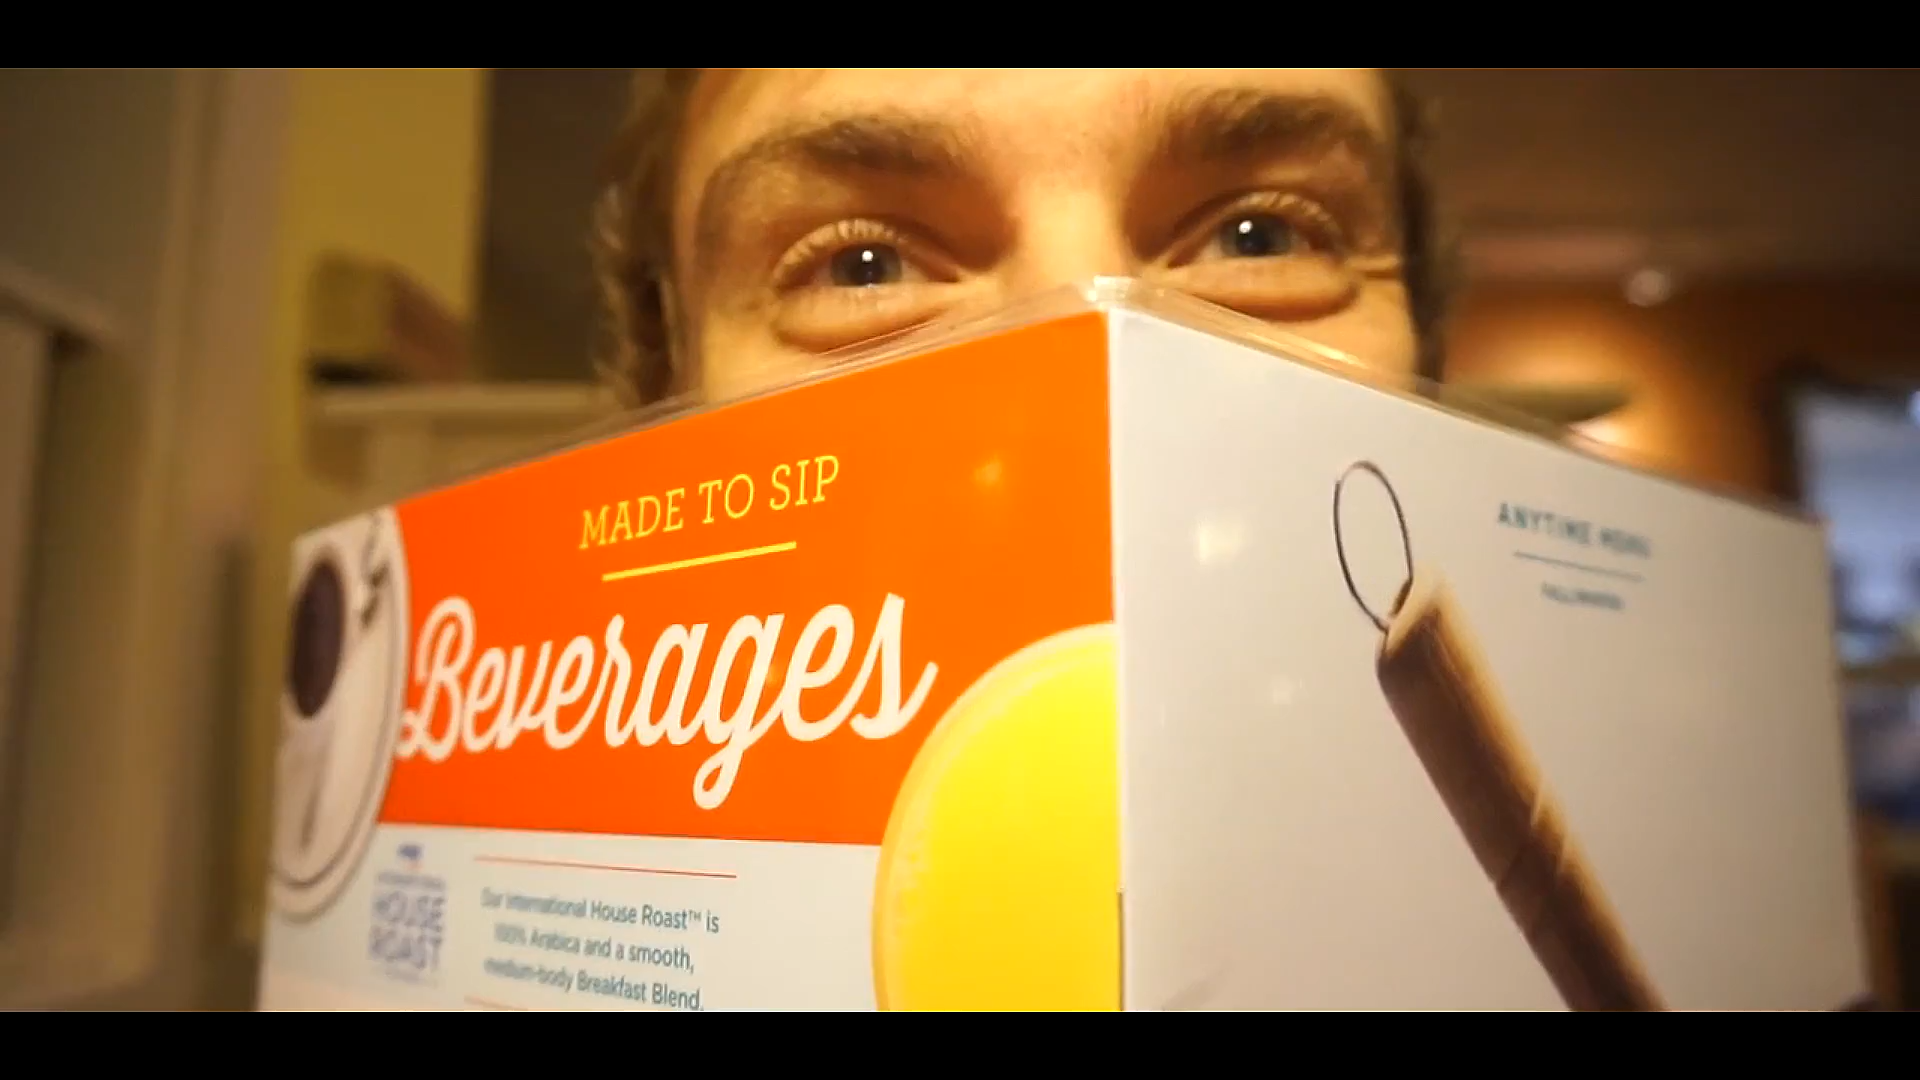 MADE TO SIP
Beverages
HOUSE
ROAST
Our International House Roast™ is
100% Arabica and a smooth,
medium-body Breakfast Blend.
ANYTIME MENU